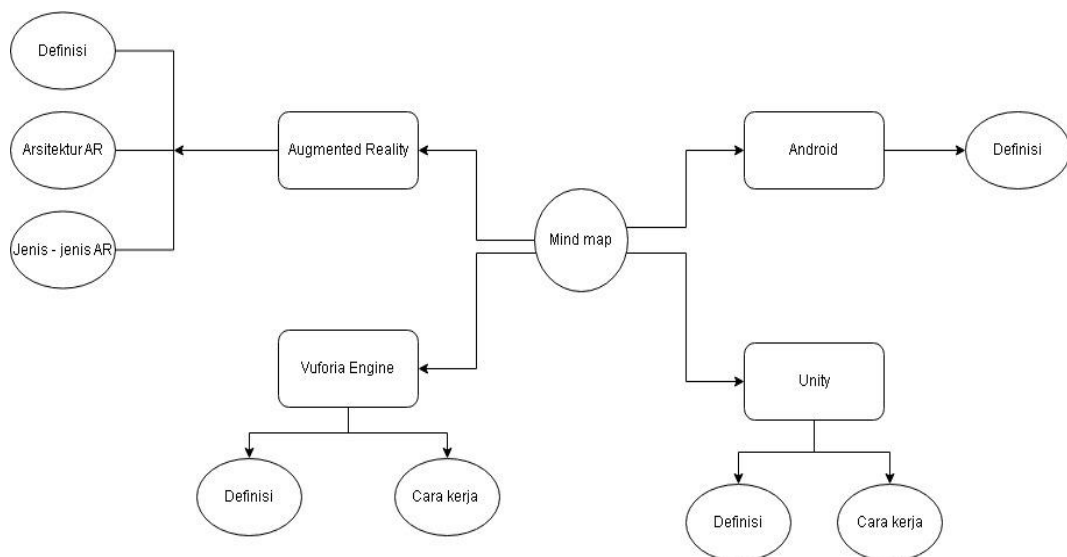 Definisi
Arsitektur AR
Jenis - jenis AR
Augmented Reality
Mind map
Android
Definisi
Vuforia Engine
Definisi
Cara kerja
Unity
Definisi
Cara kerja